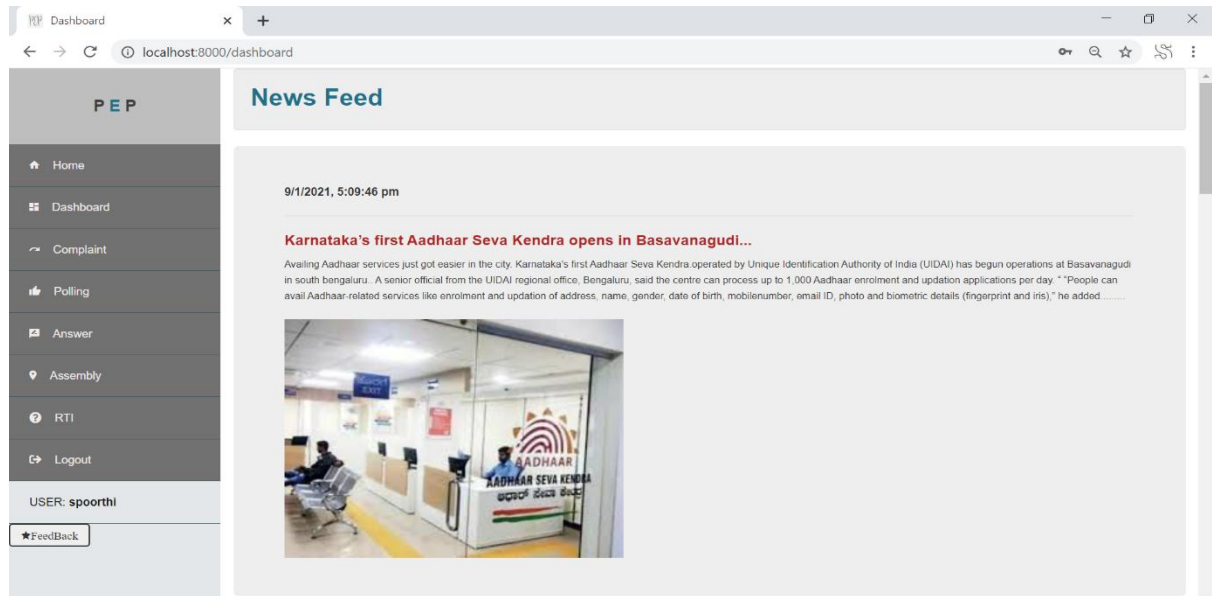 Dashboard
localhost:8000/dashboard
PEP
Home
Dashboard
Complaint
Polling
Answer
Assembly
RTI
Logout
USER: spoorthi
★FeedBack
News Feed
9/1/2021, 5:09:46 pm
Karnataka's first Aadhaar Seva Kendra opens in Basavanagudi...
Availing Aadhaar services just got easier in the city. Karnataka's first Aadhaar Seva Kendra.operated by Unique Identification Authority of India (UIDAI) has begun operations at Basavanagudi
in south bengaluru.. A senior official from the UIDAI regional office, Bengaluru, said the centre can process up to 1,000 Aadhaar enrolment and updation applications per day. " "People can
avail Aadhaar-related services like enrolment and updation of address, name, gender, date of birth, mobilenumber, email ID, photo and biometric details (fingerprint and iris)," he added.........
EXIT
AADHAAR
AADHAAR SEVA KENDRA
ಆಧಾರ್ ಸೇವಾ ಕೇಂದ್ರ